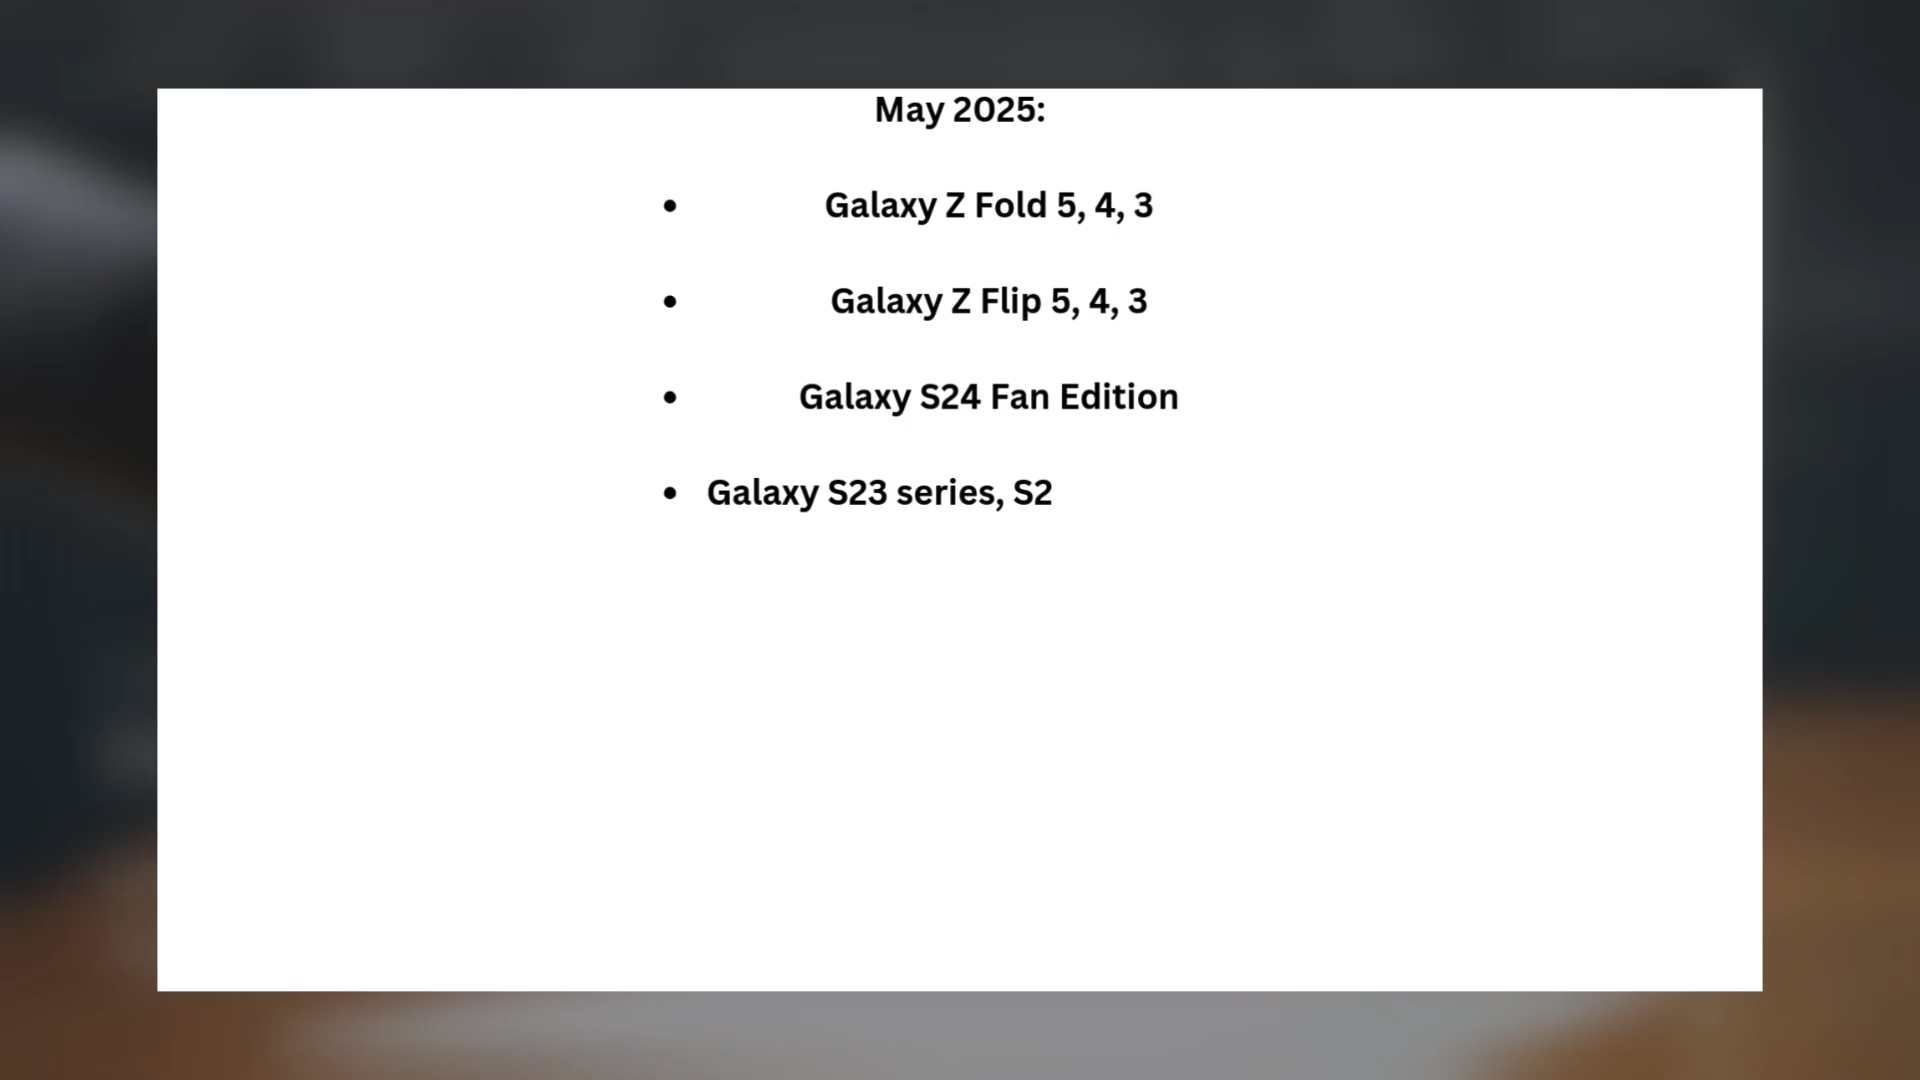 May 2025:
• Galaxy Z Fold 5, 4, 3
• Galaxy Z Flip 5, 4, 3
• Galaxy S24 Fan Edition
• Galaxy S23 series, S2